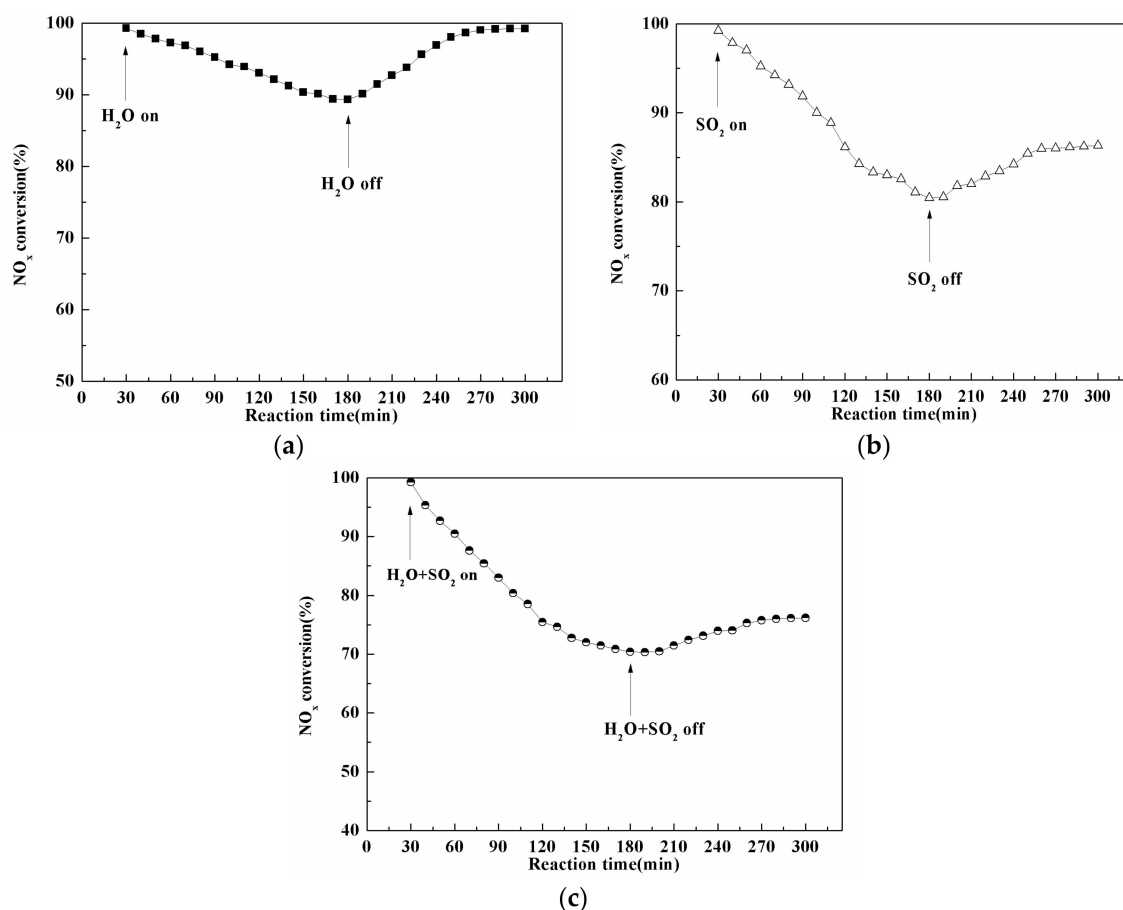 100
90
80
70
60
50
NOx conversion(%)
H2O on
H2O off
0 30 60 90 120 150 180 210 240 270 300
Reaction time(min)
(a)
100
90
80
70
60
NOx conversion(%)
SO2 on
SO2 off
0 30 60 90 120 150 180 210 240 270 300
Reaction time(min)
(b)
100
90
80
70
60
50
40
NOx conversion(%)
H2O+SO2 on
H2O+SO2 off
0 30 60 90 120 150 180 210 240 270 300
Reaction time(min)
(c)